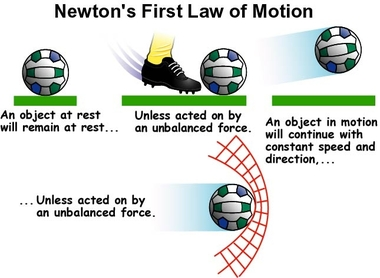 Newton's First Law of Motion
An object at rest
will remain at rest...
Unless acted on by
an unbalanced force.
An object in motion
will continue with
constant speed and
direction,...
...Unless acted on by
an unbalanced force.